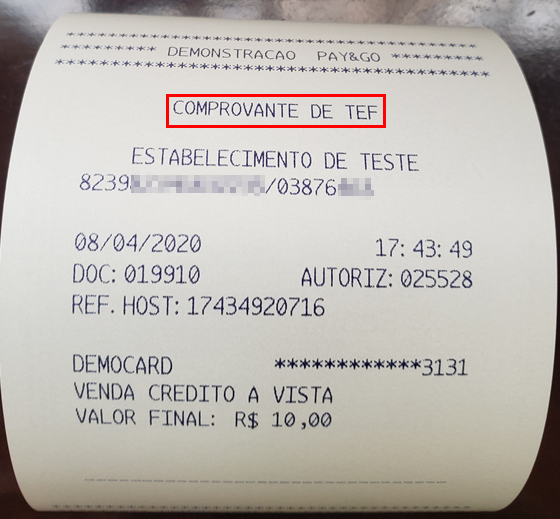 **********************************
********* DEMONSTRACAO PAY&GO *********
**********************************
COMPROVANTE DE TEF
ESTABELECIMENTO DE TESTE
8239 /03876
08/04/2020 17:43:49
DOC: 019910 AUTORIZ: 025528
REF. HOST: 17434920716
DEMOCARD ************3131
VENDA CREDITO A VISTA
VALOR FINAL: R$ 10,00